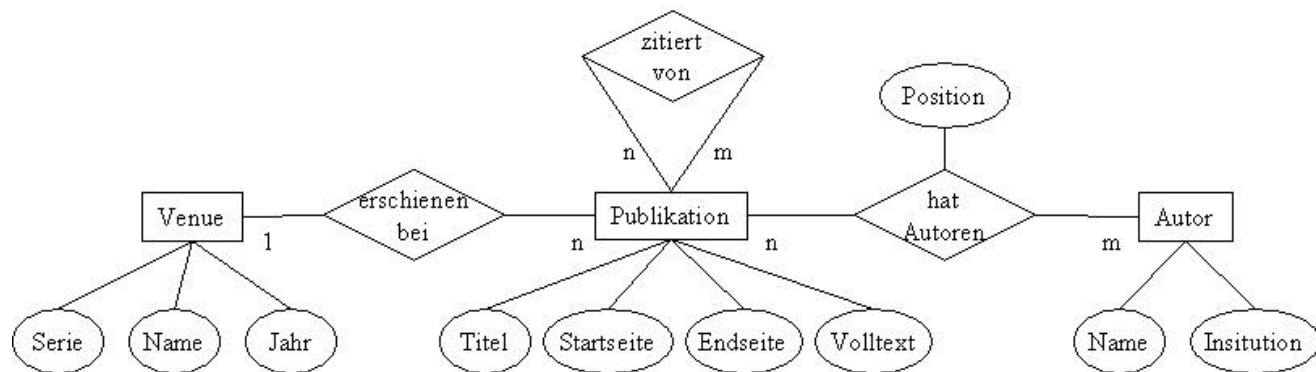 zitiert
von
Position
n
m
Venue
erschienen
bei
Publikation
hat
Autoren
Autor
1
n
n
m
Serie
Name
Jahr
Titel
Startseite
Endseite
Volltext
Name
Insitution